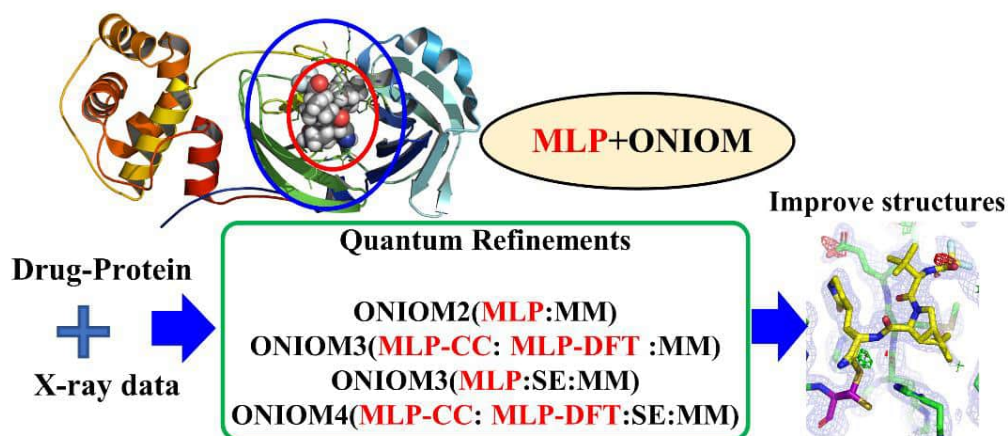 MLP+ONIOM
Improve structures
Drug-Protein
+
X-ray data
Quantum Refinements
ONIOM2(MLP:MM)
ONIOM3(MLP-CC: MLP-DFT :MM)
ONIOM3(MLP:SE:MM)
ONIOM4(MLP-CC: MLP-DFT:SE:MM)